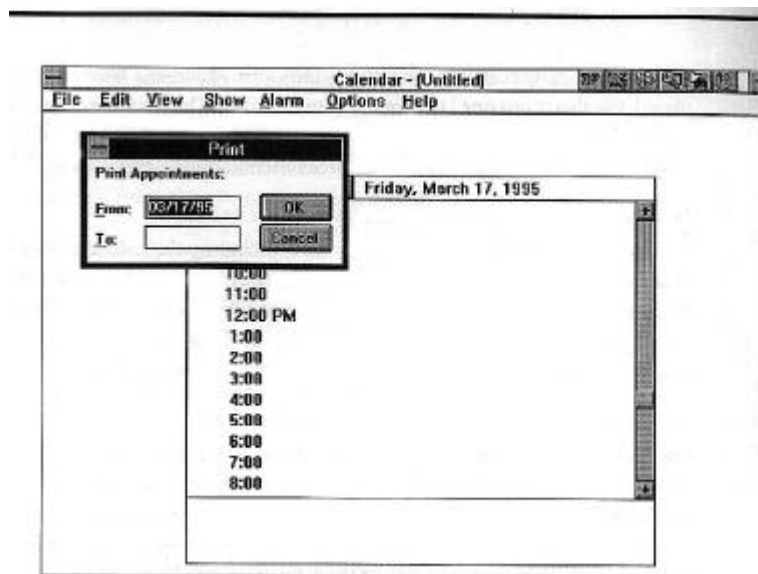 Calendar - (Untitled)
File Edit View Show Alarm Options Help
Print
Print Appointments:
From: 03/17/95 OK
To: Cancel
Friday, March 17, 1995
10:00
11:00
12:00 PM
1:00
2:00
3:00
4:00
5:00
6:00
7:00
8:00